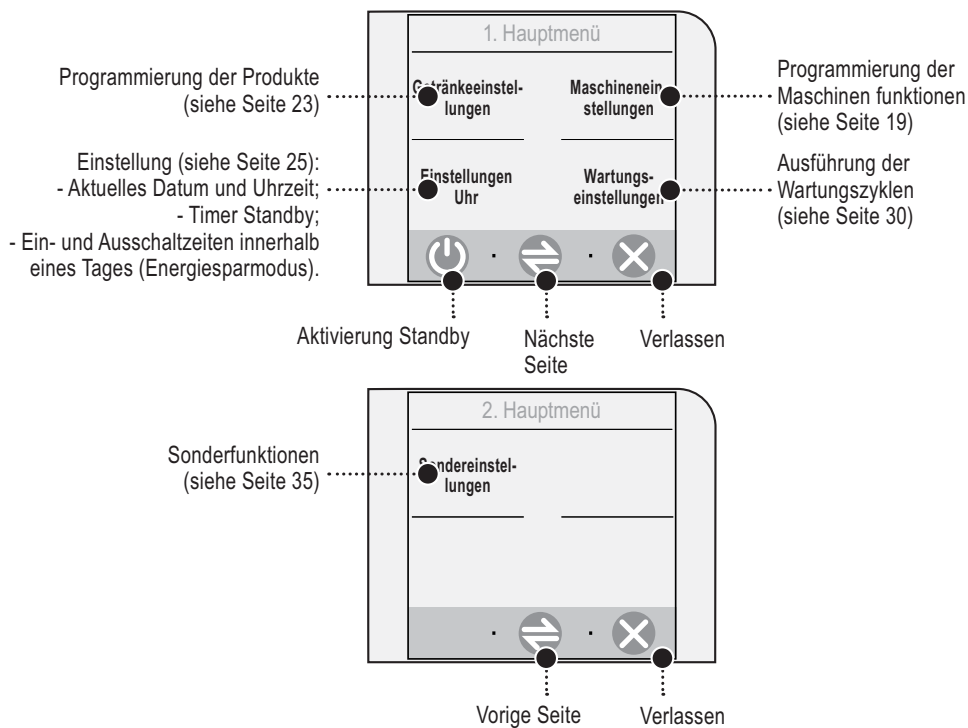 1. Hauptmenü
Programmierung der Produkte
(siehe Seite 23)
Getränkeeinstel-
lungen
Maschinenein
stellungen
Programmierung der
Maschinen funktionen
(siehe Seite 19)
Einstellung (siehe Seite 25):
- Aktuelles Datum und Uhrzeit;
- Timer Standby;
- Ein- und Ausschaltzeiten innerhalb
eines Tages (Energiesparmodus).
Einstellungen
Uhr
Wartungs-
einstellungen
Ausführung der
Wartungszyklen
(siehe Seite 30)
Aktivierung Standby
Nächste
Seite
Verlassen
2. Hauptmenü
Sonderfunktionen
(siehe Seite 35)
Sondereinstel-
lungen
Vorige Seite
Verlassen